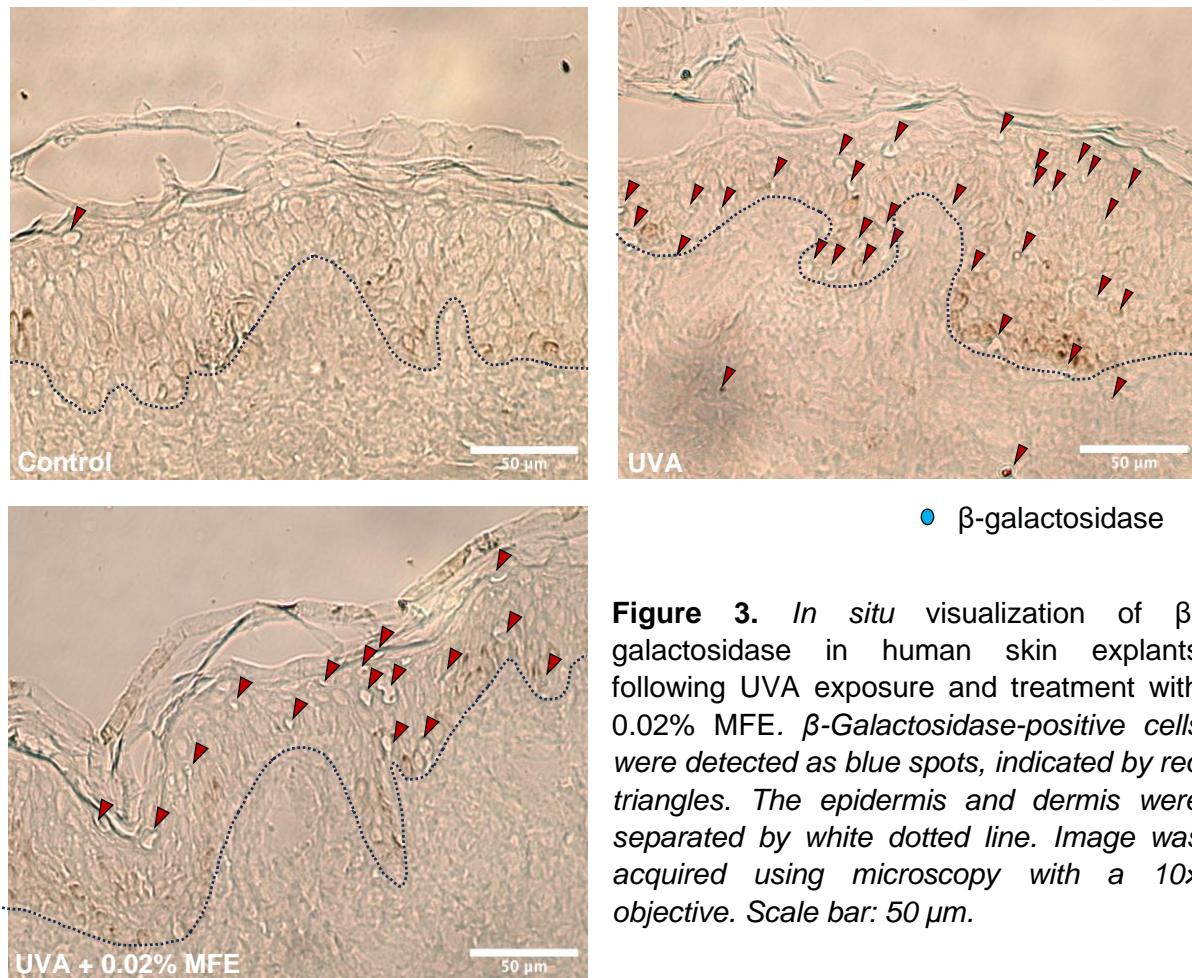 Control
50 µm
UVA
50 µm
UVA + 0.02% MFE
50 µm
β-galactosidase
Figure 3. In situ visualization of β-
galactosidase in human skin explants
following UVA exposure and treatment with
0.02% MFE. β-Galactosidase-positive cells
were detected as blue spots, indicated by red
triangles. The epidermis and dermis were
separated by white dotted line. Image was
acquired using microscopy with a 10x
objective. Scale bar: 50 µm.